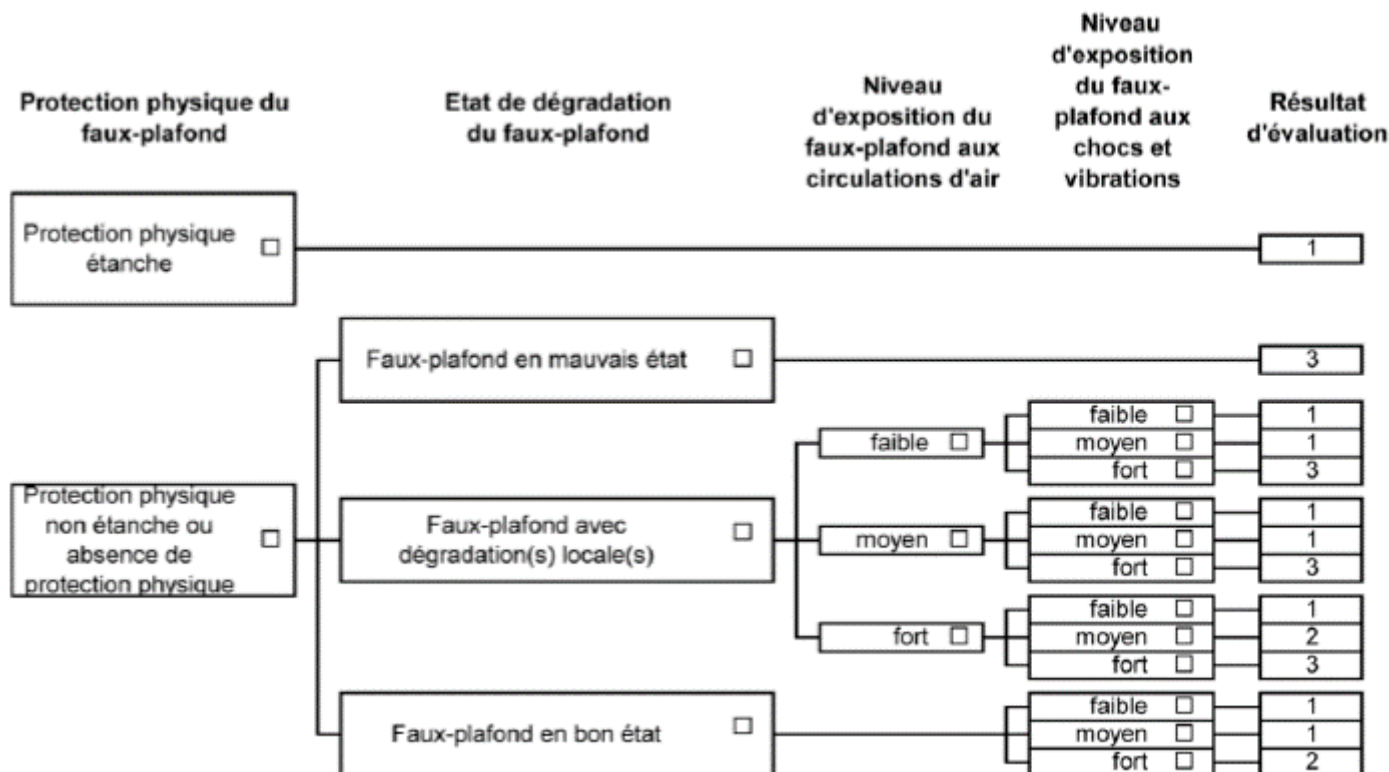 Protection physique du
faux-plafond
Etat de dégradation
du faux-plafond
Niveau
d'exposition du
faux-plafond aux
circulations d'air
Niveau
d'exposition
du faux-
plafond aux
chocs et
vibrations
Résultat
d'évaluation
Protection physique
étanche
1
Faux-plafond en mauvais état
3
Protection physique
non étanche ou
absence de
protection physique
Faux-plafond avec
dégradation(s) locale(s)
faible
faible 1
moyen 1
fort 3
moyen
faible 1
moyen 1
fort 3
fort
faible 1
moyen 2
fort 3
Faux-plafond en bon état
faible 1
moyen 1
fort 2